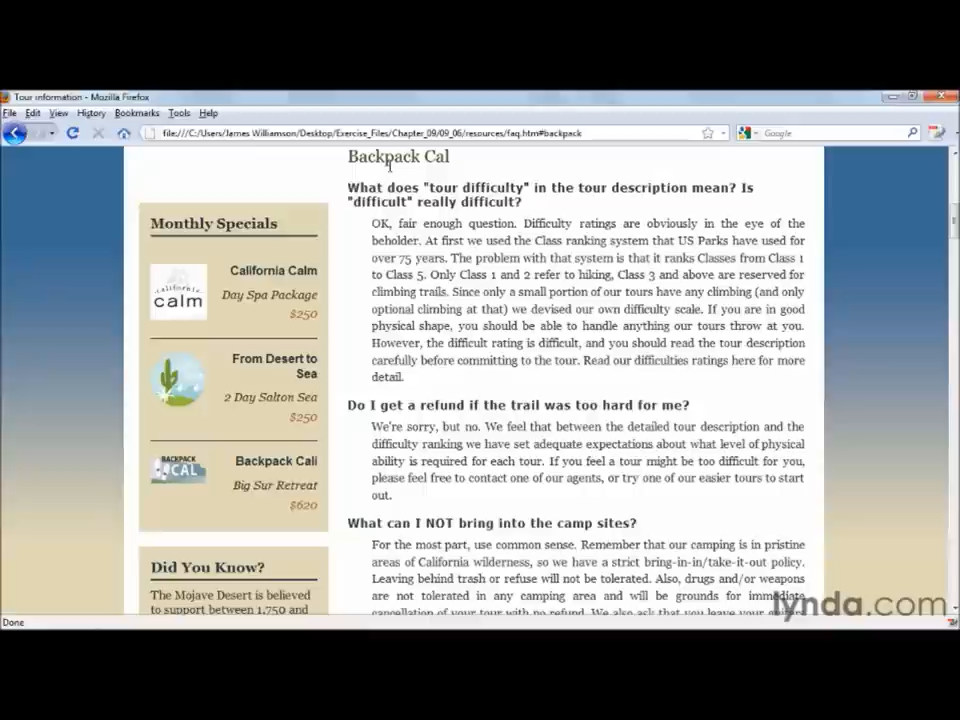 Tour information - Mozilla Firefox
File Edit View History Bookmarks Tools Help
file:///C:/Users/James Williamson/Desktop/Exercise_Files/Chapter_09/09_06/resources/faq.htm#backpack
Google
Backpack Cal
What does "tour difficulty" in the tour description mean? Is
"difficult" really difficult?
OK, fair enough question. Difficulty ratings are obviously in the eye of the
beholder. At first we used the Class ranking system that US Parks have used for
over 75 years. The problem with that system is that it ranks Classes from Class 1
to Class 5. Only Class 1 and 2 refer to hiking, Class 3 and above are reserved for
climbing trails. Since only a small portion of our tours have any climbing (and only
optional climbing at that) we devised our own difficulty scale. If you are in good
physical shape, you should be able to handle anything our tours throw at you.
However, the difficult rating is difficult, and you should read the tour description
carefully before committing to the tour. Read our difficulties ratings here for more
detail.
Do I get a refund if the trail was too hard for me?
We're sorry, but no. We feel that between the detailed tour description and the
difficulty ranking we have set adequate expectations about what level of physical
ability is required for each tour. If you feel a tour might be too difficult for you,
please feel free to contact one of our agents, or try one of our easier tours to start
out.
What can I NOT bring into the camp sites?
For the most part, use common sense. Remember that our camping is in pristine
areas of California wilderness, so we have a strict bring-in-in/take-it-out policy.
Leaving behind trash or refuse will not be tolerated. Also, drugs and/or weapons
are not tolerated in any camping area and will be grounds for immediate
cancellation of your tour with no refund. We also ask that you leave your guitars
Monthly Specials
california
calm
California Calm
Day Spa Package
$250
From Desert to
Sea
2 Day Salton Sea
$250
BACKPACK
CAL
Backpack Cali
Big Sur Retreat
$620
Did You Know?
The Mojave Desert is believed
to support between 1,750 and
lynda.com
Done